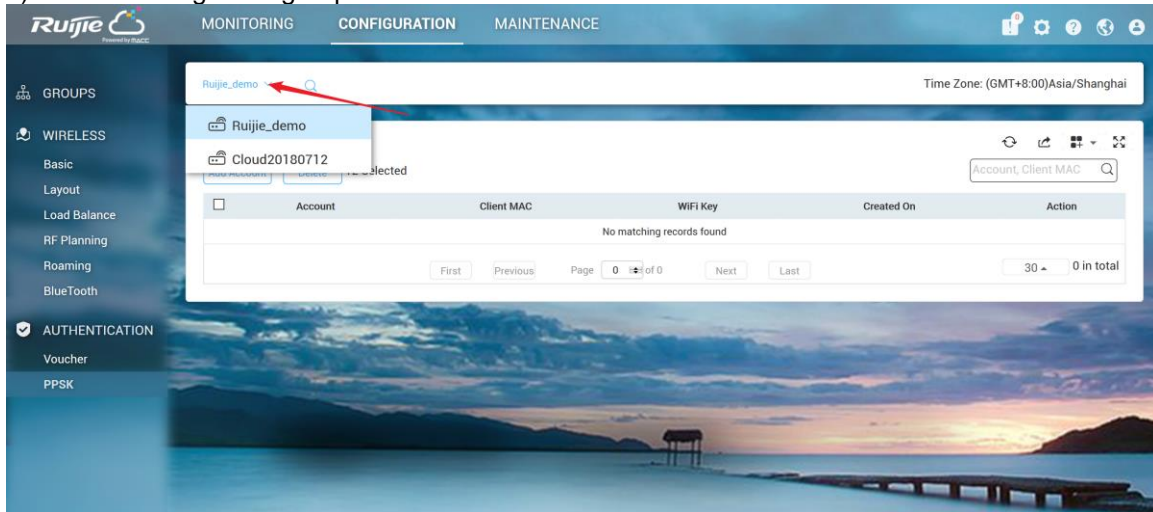 Ruijie
Powered by MACC
MONITORING CONFIGURATION MAINTENANCE
GROUPS
WIRELESS
Basic
Layout
Load Balance
RF Planning
Roaming
BlueTooth
AUTHENTICATION
Voucher
PPSK
Ruijie_demo
Time Zone: (GMT+8:00)Asia/Shanghai
Ruijie_demo
Cloud20180712
Add Account Delete Selected
Account, Client MAC
Account Client MAC WiFi Key Created On Action
No matching records found
First Previous Page 0 of 0 Next Last 30 0 in total